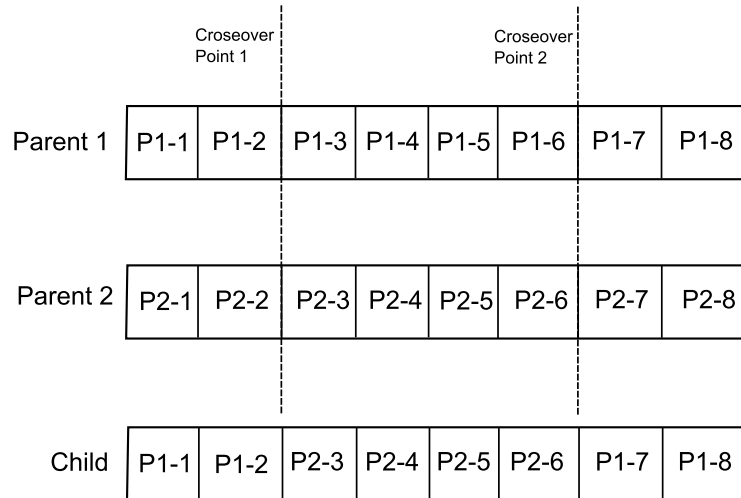 Croseover Croseover
Point 1 Point 2
Parent 1 P1-1 P1-2 P1-3 P1-4 P1-5 P1-6 P1-7 P1-8
Parent 2 P2-1 P2-2 P2-3 P2-4 P2-5 P2-6 P2-7 P2-8
Child P1-1 P1-2 P2-3 P2-4 P2-5 P2-6 P1-7 P1-8